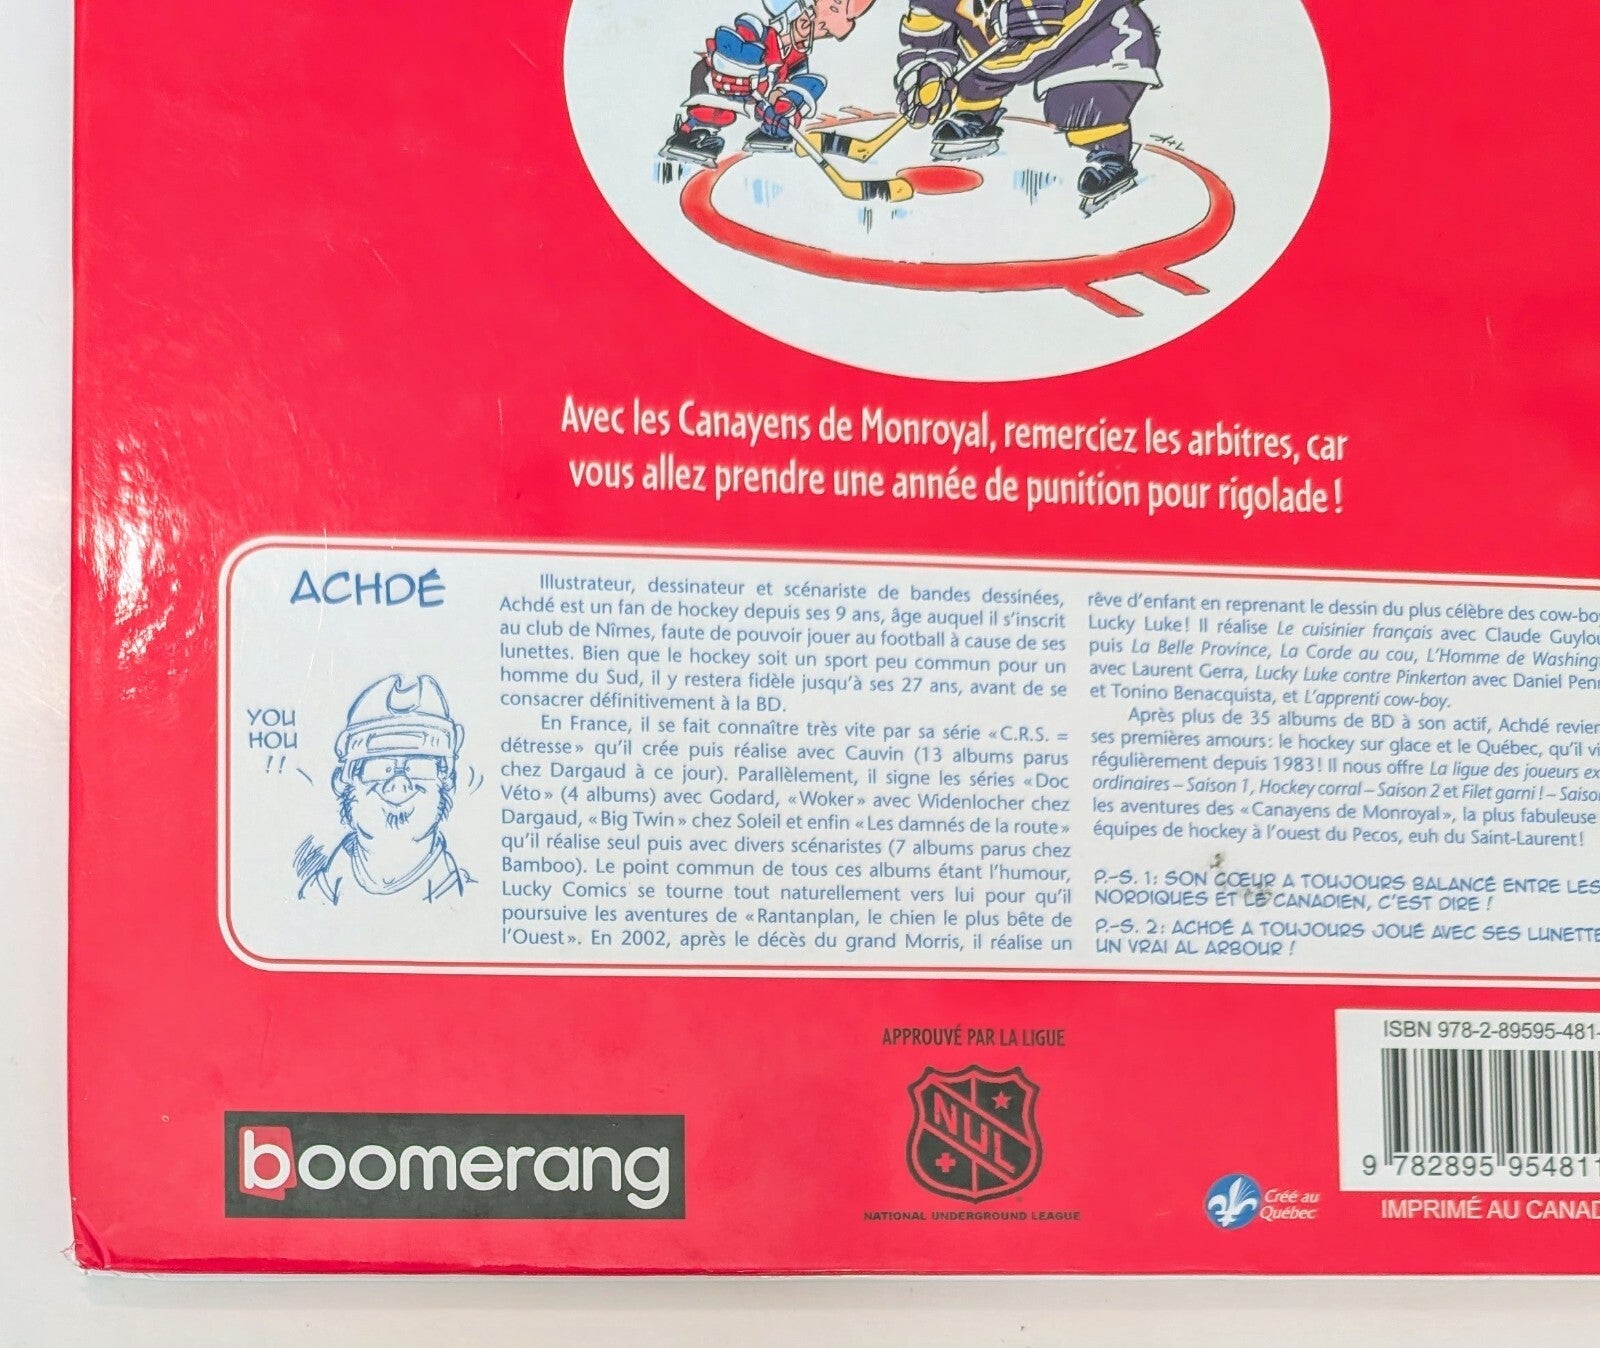 Avec les Canayens de Monroyal, remerciez les arbitres, car
vous allez prendre une année de punition pour rigolade !
ACHDÉ
YOU
HOU
!!
Illustrateur, dessinateur et scénariste de bandes dessinées,
Achdé est un fan de hockey depuis ses 9 ans, âge auquel il s’inscrit
au club de Nîmes, faute de pouvoir jouer au football à cause de ses
lunettes. Bien que le hockey soit un sport peu commun pour un
homme du Sud, il y restera fidèle jusqu’à ses 27 ans, avant de se
consacrer définitivement à la BD.
En France, il se fait connaître très vite par sa série « C.R.S. =
détresse » qu’il crée puis réalise avec Cauvin (13 albums parus
chez Dargaud à ce jour). Parallèlement, il signe les séries « Doc
Véto » (4 albums) avec Godard, « Woker » avec Widenlocher chez
Dargaud, « Big Twin » chez Soleil et enfin « Les damnés de la route »
qu’il réalise seul puis avec divers scénaristes (7 albums parus chez
Bamboo). Le point commun de tous ces albums étant l’humour,
Lucky Comics se tourne tout naturellement vers lui pour qu’il
poursuive les aventures de « Rantanplan, le chien le plus bête de
l’Ouest ». En 2002, après le décès du grand Morris, il réalise un
rêve d’enfant en reprenant le dessin du plus célèbre des cow-bo
Lucky Luke ! Il réalise Le cuisinier français avec Claude Guylou
puis La Belle Province, La Corde au cou, L’Homme de Washing
avec Laurent Gerra, Lucky Luke contre Pinkerton avec Daniel Penn
et Tonino Benacquista, et L’apprenti cow-boy.
Après plus de 35 albums de BD à son actif, Achdé revien
ses premières amours : le hockey sur glace et le Québec, qu’il vi
régulièrement depuis 1983 ! Il nous offre La ligue des joueurs ex
ordinaires – Saison 1, Hockey corral – Saison 2 et Filet garni ! – Saiso
les aventures des « Canayens de Monroyal », la plus fabuleuse
équipes de hockey à l’ouest du Pecos, euh du Saint-Laurent !
P.-S. 1 : SON CŒUR A TOUJOURS BALANCÉ ENTRE LES
NORDIQUES ET LE CANADIEN, C’EST DIRE !
P.-S. 2 : ACHDÉ A TOUJOURS JOUÉ AVEC SES LUNETTE
UN VRAI AL ARBOUR !
APPROUVÉ PAR LA LIGUE
NUL
NATIONAL UNDERGROUND LEAGUE
boomerang
Créé au
Québec
ISBN 978-2-89595-481-
9 782895 954811
IMPRIMÉ AU CANAD